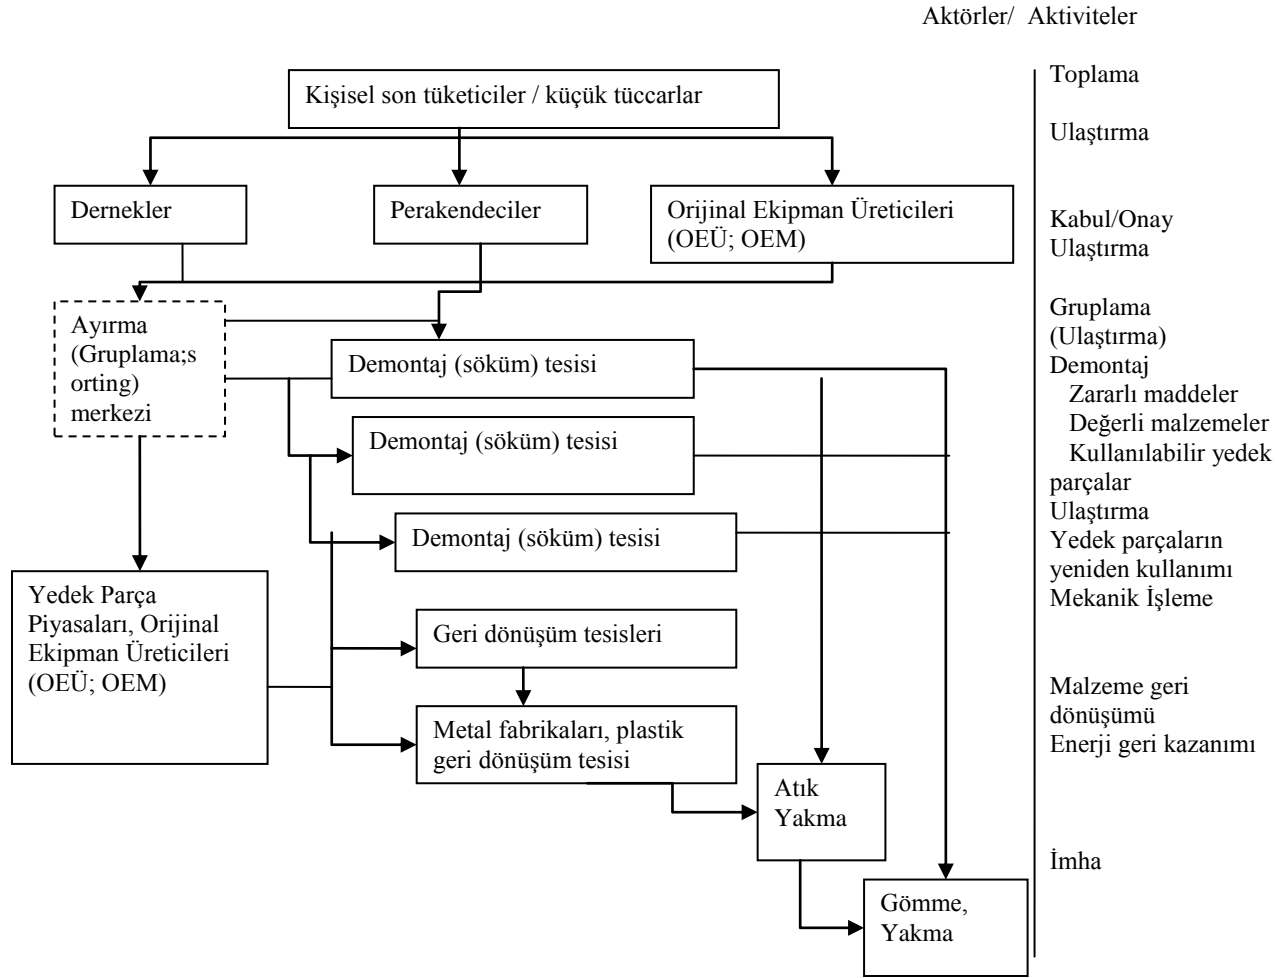 Aktörler/ Aktiviteler
Kişisel son tüketiciler / küçük tüccarlar
Dernekler
Perakendeciler
Orijinal Ekipman Üreticileri
(OEÜ; OEM)
Ayırma
(Gruplama;s
orting)
merkezi
Demontaj (söküm) tesisi
Demontaj (söküm) tesisi
Demontaj (söküm) tesisi
Yedek Parça
Piyasaları, Orijinal
Ekipman Üreticileri
(OEÜ; OEM)
Geri dönüşüm tesisleri
Metal fabrikaları, plastik
geri dönüşüm tesisi
Atık
Yakma
Gömme,
Yakma
Toplama
Ulaştırma
Kabul/Onay
Ulaştırma
Gruplama
(Ulaştırma)
Demontaj
Zararlı maddeler
Değerli malzemeler
Kullanılabilir yedek
parçalar
Ulaştırma
Yedek parçaların
yeniden kullanımı
Mekanik İşleme
Malzeme geri
dönüşümü
Enerji geri kazanımı
İmha